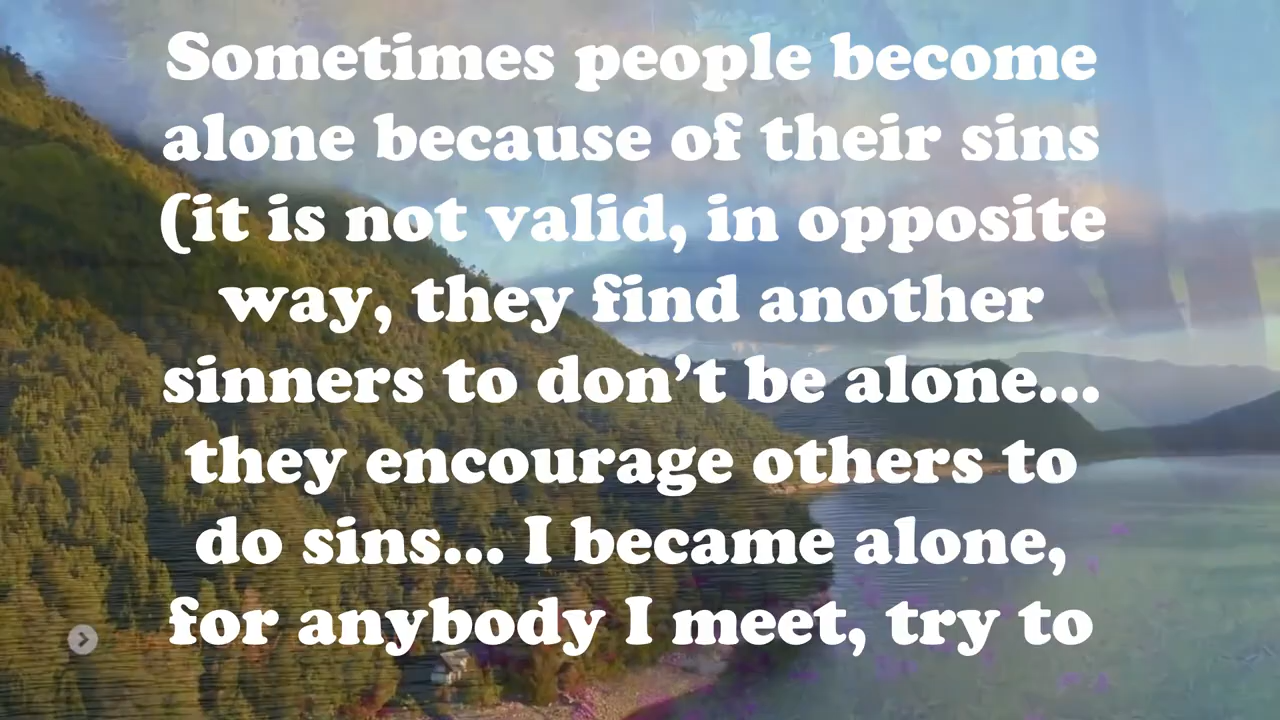 Sometimes people become
alone because of their sins
(it is not valid, in opposite
way, they find another
sinners to don’t be alone...
they encourage others to
do sins... I became alone,
for anybody I meet, try to